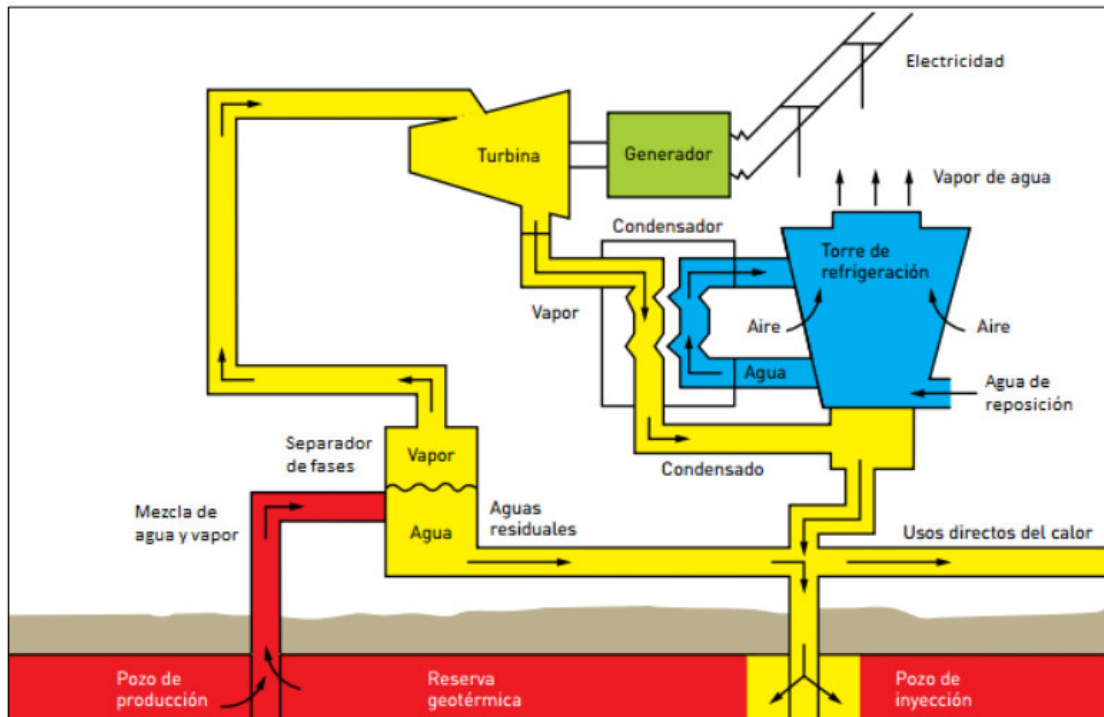 Electricidad
Turbina
Generador
Vapor de agua
Condensador
Torre de
refrigeración
Vapor
Aire
Aire
Agua
Agua de
reposición
Separador
de fases
Vapor
Condensado
Mezcla de
agua y vapor
Agua
Aguas
residuales
Usos directos del calor
Pozo de
producción
Reserva
geotérmica
Pozo de
inyección